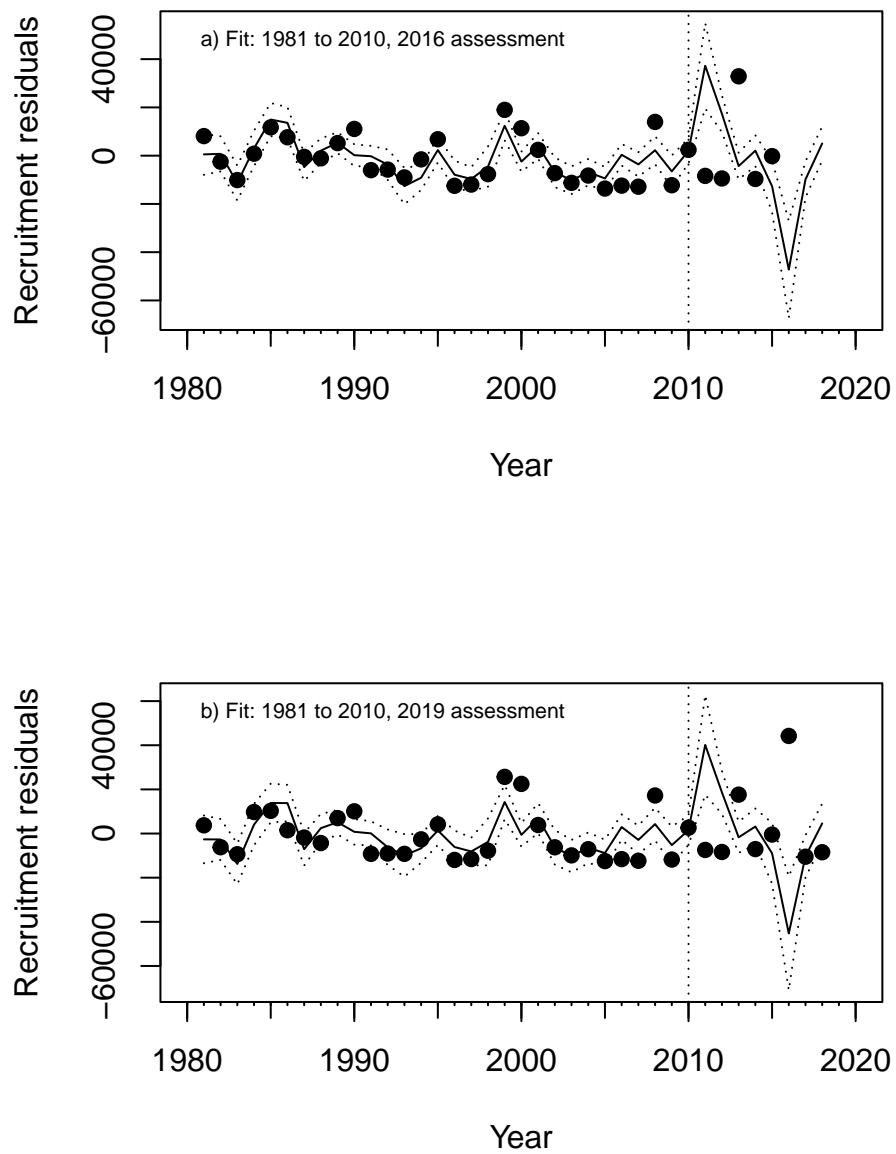 a) Fit: 1981 to 2010, 2016 assessment
Recruitment residuals
40000
0
−60000
1980 1990 2000 2010 2020
Year
b) Fit: 1981 to 2010, 2019 assessment
Recruitment residuals
40000
0
−60000
1980 1990 2000 2010 2020
Year